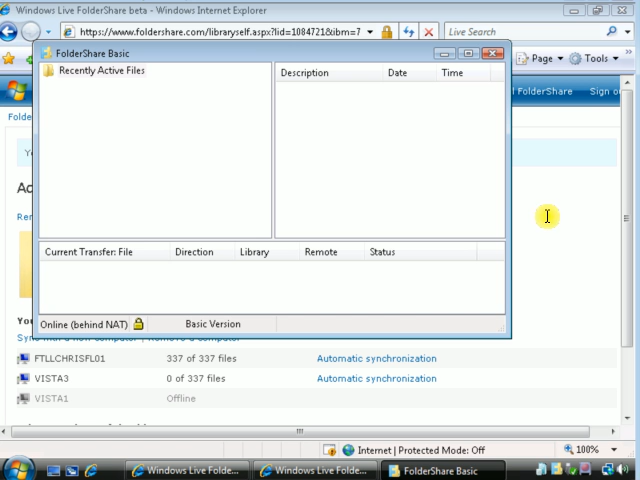 Windows Live FolderShare beta - Windows Internet Explorer
https://www.foldershare.com/libraryself.aspx?lid=1084721&ibm=7
Live Search
FolderShare Basic
Page
Tools
Recently Active Files
Description
Date
Time
FolderShare
Sign
Current Transfer: File
Direction
Library
Remote
Status
Online (behind NAT)
Basic Version
FTLLCHRISFL01
337 of 337 files
Automatic synchronization
VISTA3
0 of 337 files
Automatic synchronization
VISTA1
Offline
Internet | Protected Mode: Off
100%
Windows Live Folde...
Windows Live Folde...
FolderShare Basic